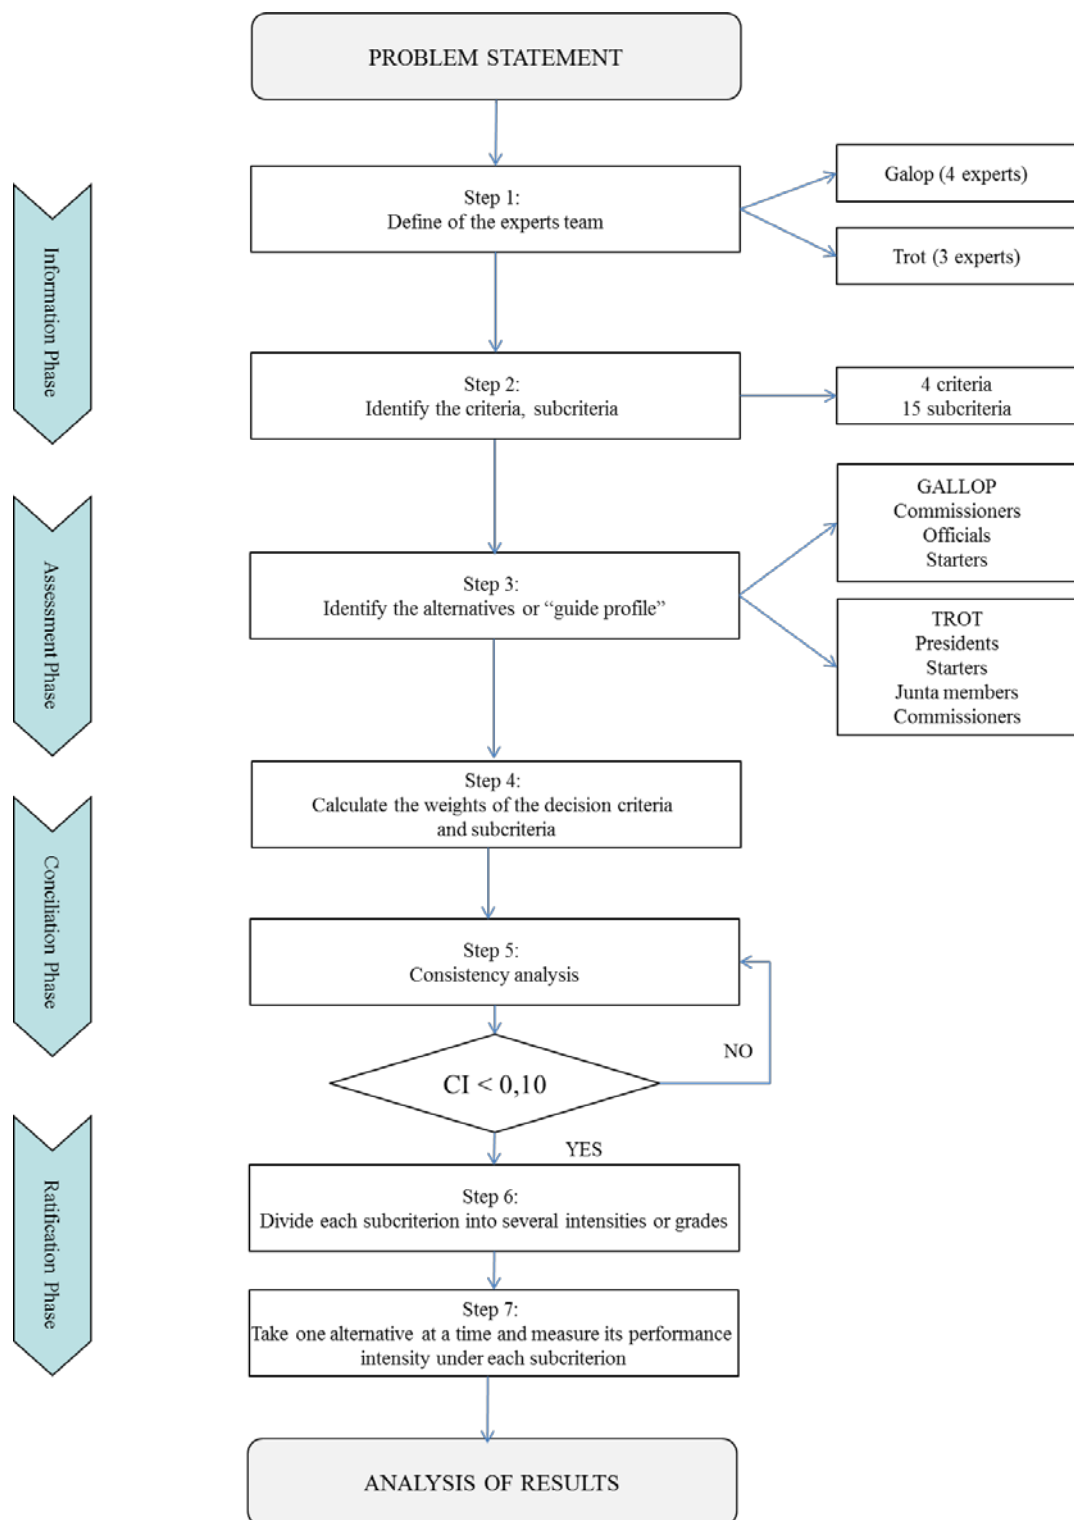 PROBLEM STATEMENT
Step 1:
Define of the experts team
Galop (4 experts)
Trot (3 experts)
Information Phase
Step 2:
Identify the criteria, subcriteria
4 criteria
15 subcriteria
GALLOP
Commissioners
Officials
Starters
Assessment Phase
Step 3:
Identify the alternatives or “guide profile”
TROT
Presidents
Starters
Junta members
Commissioners
Step 4:
Calculate the weights of the decision criteria
and subcriteria
Conciliation Phase
Step 5:
Consistency analysis
NO
CI < 0,10
YES
Ratification Phase
Step 6:
Divide each subcriterion into several intensities or grades
Step 7:
Take one alternative at a time and measure its performance
intensity under each subcriterion
ANALYSIS OF RESULTS